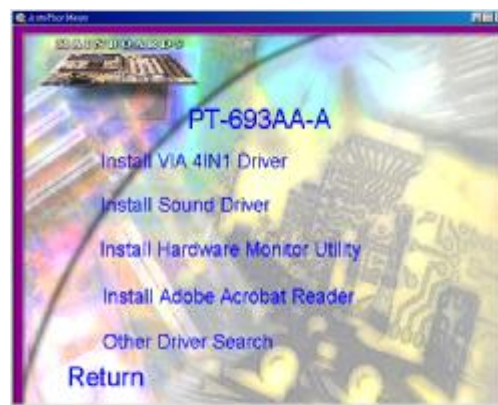 MAINBOARDS
PT-693AA-A
Install VIA 4IN1 Driver
Install Sound Driver
Install Hardware Monitor Utility
Install Adobe Acrobat Reader
Other Driver Search
Return